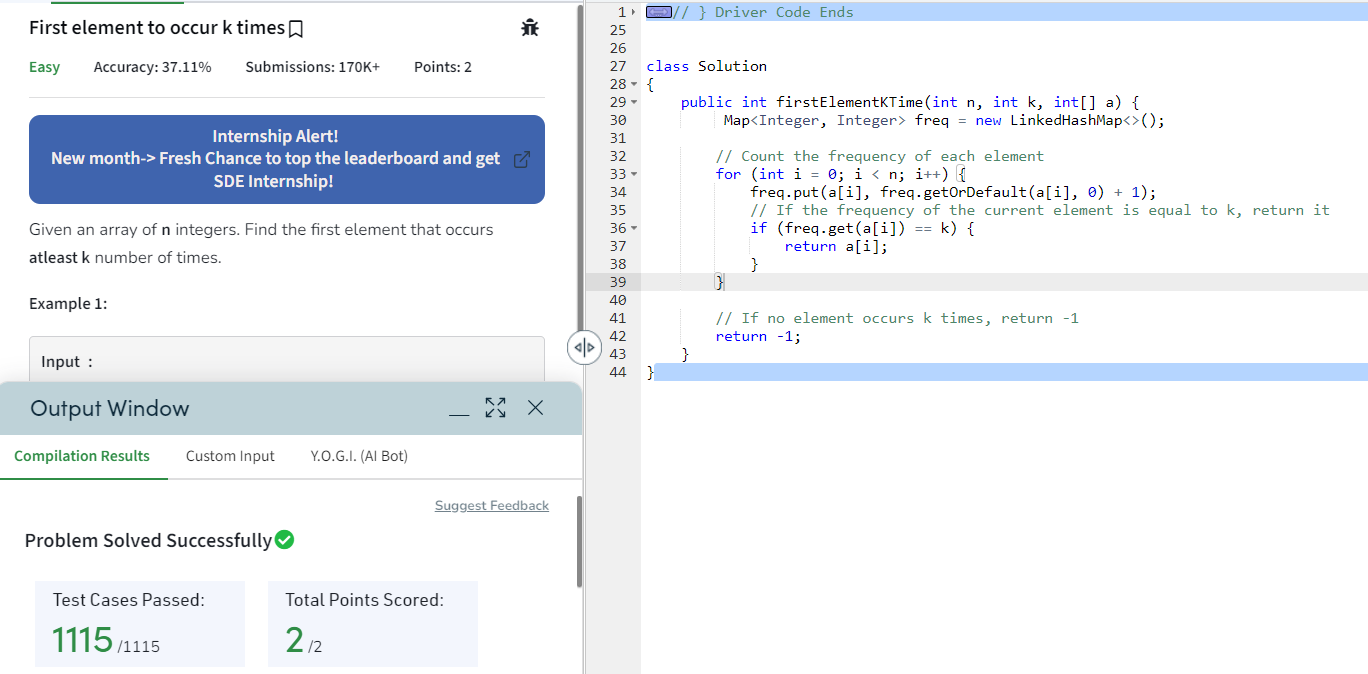 First element to occur k times
Easy Accuracy: 37.11% Submissions: 170K+ Points: 2
Internship Alert!
New month-> Fresh Chance to top the leaderboard and get
SDE Internship!
Given an array of n integers. Find the first element that occurs
atleast k number of times.
Example 1:
Input :
Output Window
Compilation Results Custom Input Y.O.G.I. (AI Bot)
Suggest Feedback
Problem Solved Successfully
Test Cases Passed: Total Points Scored:
1115 /1115 2 /2
1 // } Driver Code Ends
25
26
27 class Solution
28 {
29     public int firstElementKTime(int n, int k, int[] a) {
30          Map<Integer, Integer> freq = new LinkedHashMap<>();
31
32         // Count the frequency of each element
33         for (int i = 0; i < n; i++) {
34             freq.put(a[i], freq.getOrDefault(a[i], 0) + 1);
35             // If the frequency of the current element is equal to k, return it
36             if (freq.get(a[i]) == k) {
37                 return a[i];
38             }
39         }
40
41         // If no element occurs k times, return -1
42         return -1;
43     }
44 }